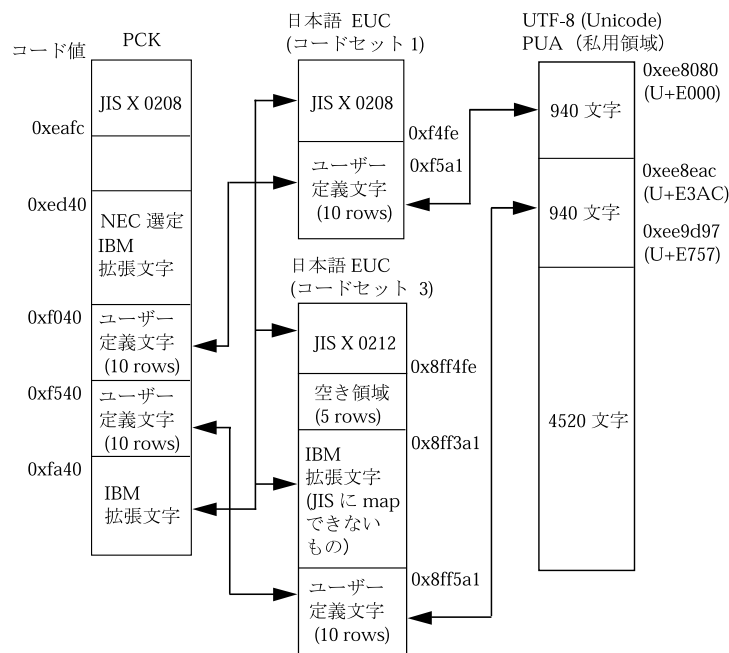 コード値
PCK
JIS X 0208
0xeafc
0xed40
NEC 選定
IBM
拡張文字
0xf040
ユーザー
定義文字
(10 rows)
0xf540
ユーザー
定義文字
(10 rows)
0xfa40
IBM
拡張文字
日本語 EUC
(コードセット 1)
JIS X 0208
0xf4fe
0xf5a1
ユーザー
定義文字
(10 rows)
日本語 EUC
(コードセット 3)
JIS X 0212
0x8ff4fe
空き領域
(5 rows)
0x8ff3a1
IBM
拡張文字
(JIS に map
できない
もの)
0x8ff5a1
ユーザー
定義文字
(10 rows)
UTF-8 (Unicode)
PUA (私用領域)
0xee8080
(U+E000)
940 文字
0xee8eac
(U+E3AC)
940 文字
0xee9d97
(U+E757)
4520 文字